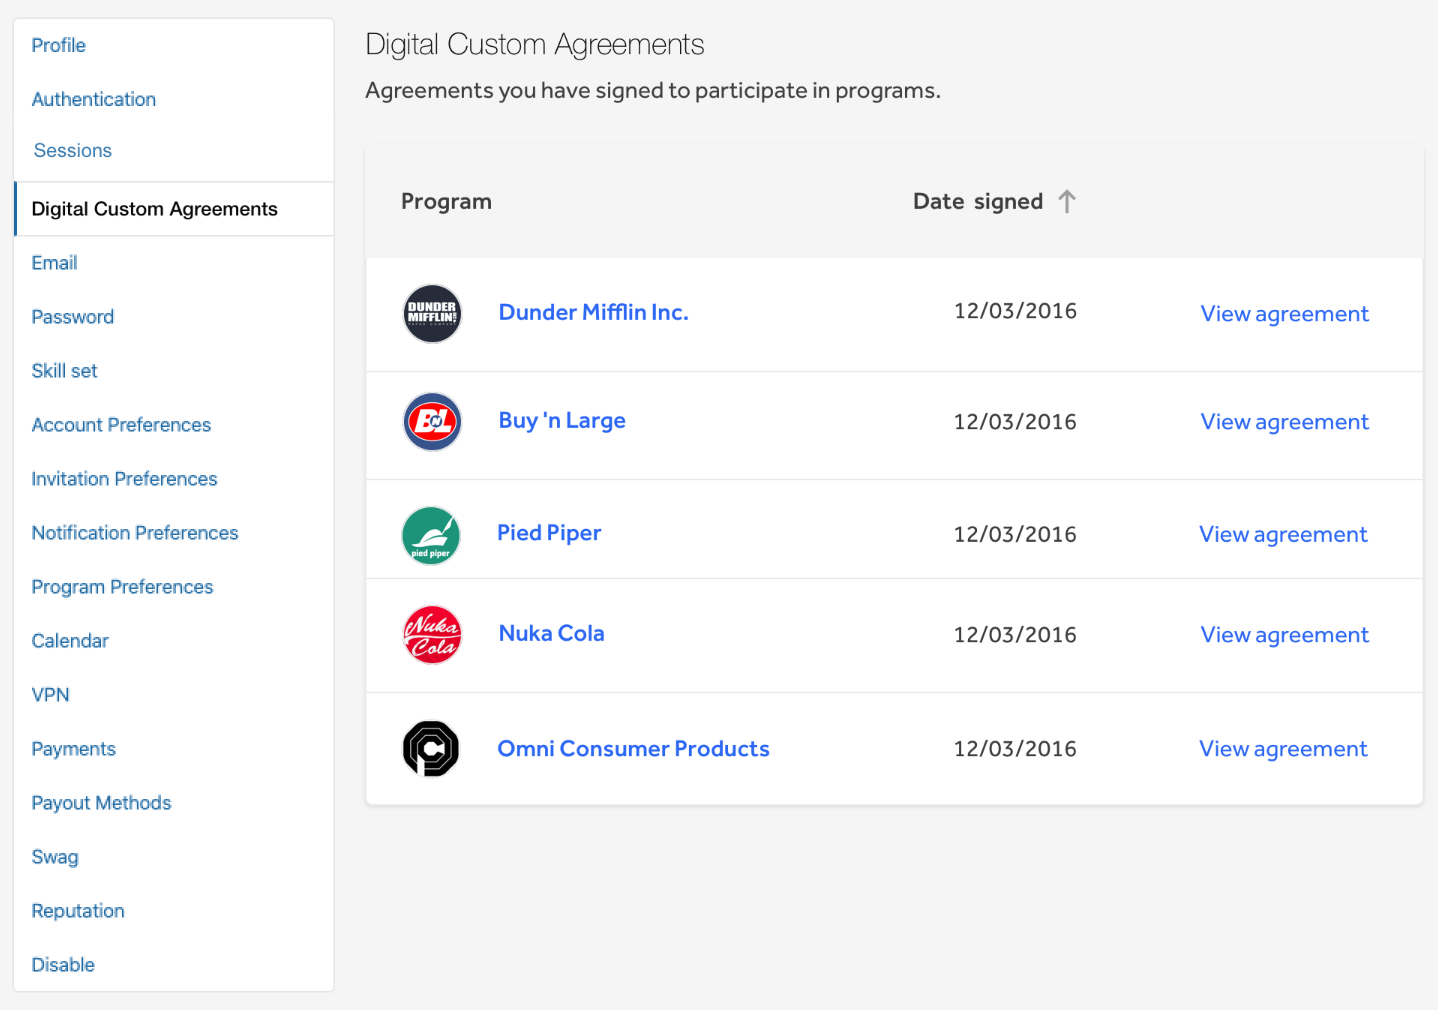 Profile
Authentication
Sessions
Digital Custom Agreements
Email
Password
Skill set
Account Preferences
Invitation Preferences
Notification Preferences
Program Preferences
Calendar
VPN
Payments
Payout Methods
Swag
Reputation
Disable
Digital Custom Agreements
Agreements you have signed to participate in programs.
Program Date signed
DUNDER
MIFFLIN
Dunder Mifflin Inc. 12/03/2016 View agreement
BNL
Buy 'n Large 12/03/2016 View agreement
pied piper
Pied Piper 12/03/2016 View agreement
Nuka
Cola
Nuka Cola 12/03/2016 View agreement
Omni Consumer Products 12/03/2016 View agreement